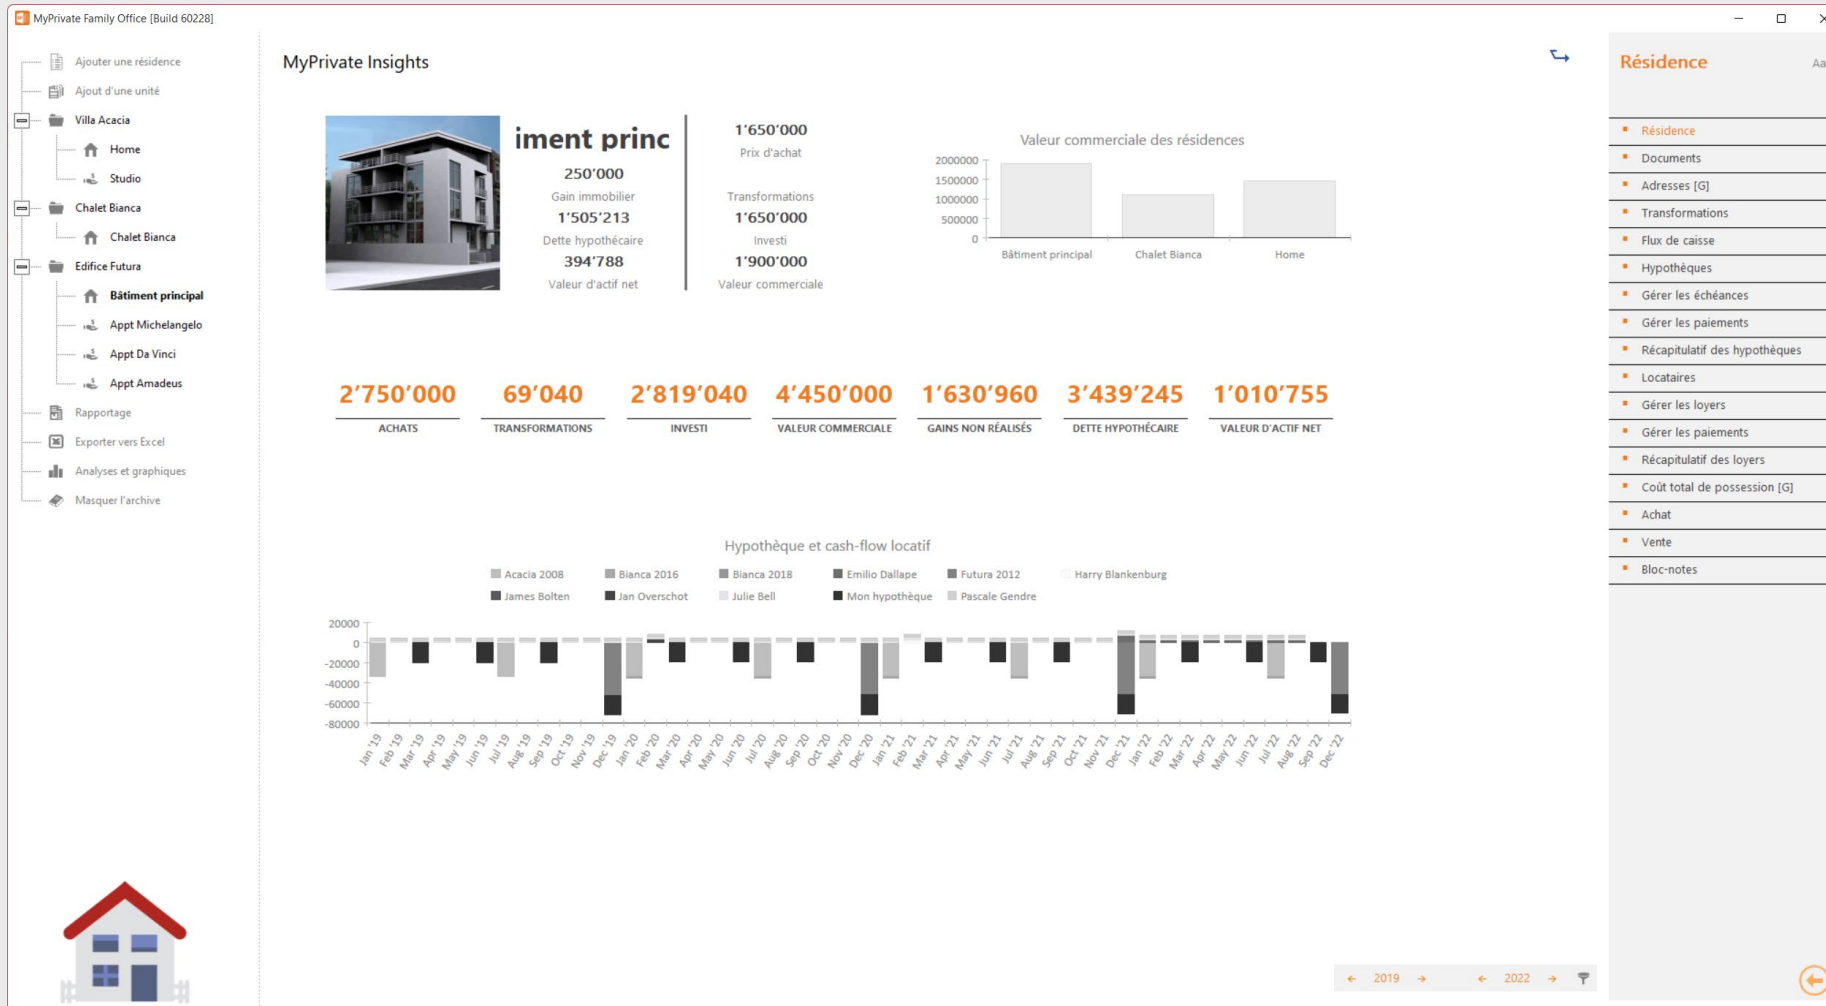 MyPrivate Family Office [Build 60228]
Ajouter une résidence
Ajout d'une unité
Villa Acacia
Home
Studio
Chalet Bianca
Chalet Bianca
Edifice Futura
Bâtiment principal
Appt Michelangelo
Appt Da Vinci
Appt Amadeus
Rapportage
Exporter vers Excel
Analyses et graphiques
Masquer l'archive
MyPrivate Insights
iment princ
250'000
Gain immobilier
1'505'213
Dette hypothécaire
394'788
Valeur d'actif net
1'650'000
Prix d'achat
Transformations
1'650'000
Investi
1'900'000
Valeur commerciale
Valeur commerciale des résidences
2000000
1500000
1000000
500000
0
Bâtiment principal Chalet Bianca Home
2'750'000 69'040 2'819'040 4'450'000 1'630'960 3'439'245 1'010'755
ACHATS TRANSFORMATIONS INVESTI VALEUR COMMERCIALE GAINS NON RÉALISÉS DETTE HYPOTHÉCAIRE VALEUR D'ACTIF NET
Hypothèque et cash-flow locatif
Acacia 2008 Bianca 2016 Bianca 2018 Emilio Dallape Futura 2012 Harry Blankenburg
James Bolten Jan Overschot Julie Bell Mon hypothèque Pascale Gendre
20000
0
-20000
-40000
-60000
-80000
Jan '19 Feb '19 Mar '19 Apr '19 May '19 Jun '19 Jul '19 Aug '19 Sep '19 Oct '19 Nov '19 Dec '19 Jan '20 Feb '20 Mar '20 Apr '20 May '20 Jun '20 Jul '20 Aug '20 Sep '20 Oct '20 Nov '20 Dec '20 Jan '21 Feb '21 Mar '21 Apr '21 May '21 Jun '21 Jul '21 Aug '21 Sep '21 Oct '21 Nov '21 Dec '21 Jan '22 Feb '22 Mar '22 Apr '22 May '22 Jun '22 Jul '22 Aug '22 Sep '22 Dec '22
← 2019 → ← 2022 →
Résidence Aa
Résidence
Documents
Adresses [G]
Transformations
Flux de caisse
Hypothèques
Gérer les échéances
Gérer les paiements
Récapitulatif des hypothèques
Locataires
Gérer les loyers
Gérer les paiements
Récapitulatif des loyers
Coût total de possession [G]
Achat
Vente
Bloc-notes